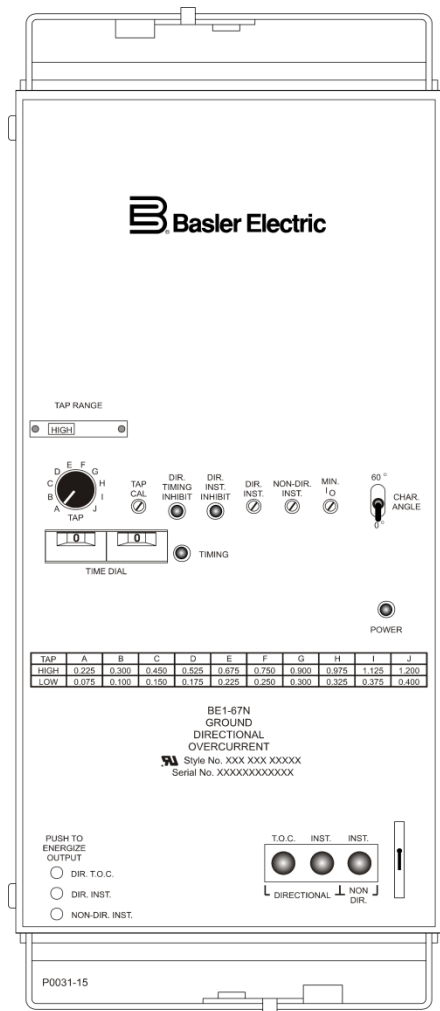 Basler Electric
TAP RANGE
HIGH
A B C D E F G H I J
TAP
TAP CAL
DIR. TIMING INHIBIT
DIR. INST. INHIBIT
DIR. INST.
NON-DIR. INST.
MIN. IO
60 °
CHAR. ANGLE
0°
0 0
TIME DIAL
TIMING
POWER
TAP A B C D E F G H I J
HIGH 0.225 0.300 0.450 0.525 0.675 0.750 0.900 0.975 1.125 1.200
LOW 0.075 0.100 0.150 0.175 0.225 0.250 0.300 0.325 0.375 0.400
BE1-67N
GROUND
DIRECTIONAL
OVERCURRENT
Style No. XXX XXX XXXXX
Serial No. XXXXXXXXXXXX
PUSH TO
ENERGIZE
OUTPUT
DIR. T.O.C.
DIR. INST.
NON-DIR. INST.
T.O.C. INST. INST.
DIRECTIONAL
NON
DIR.
P0031-15